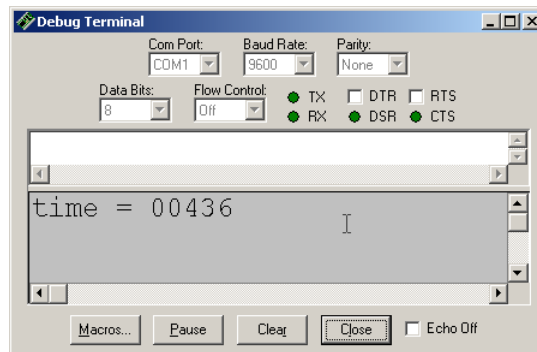 Debug Terminal
Com Port: Baud Rate: Parity:
COM1 9600 None
Data Bits: Flow Control: TX DTR RTS
8 Off RX DSR CTS
time = 00436
Macros... Pause Clear Close Echo Off